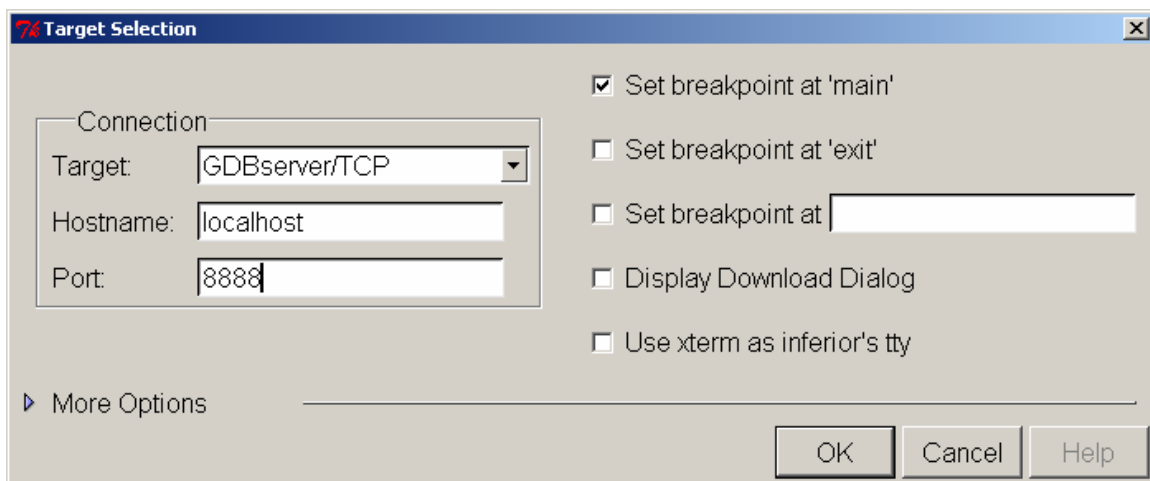 Target Selection
Connection
Target: GDBserver/TCP
Hostname: localhost
Port: 8888
Set breakpoint at 'main'
Set breakpoint at 'exit'
Set breakpoint at
Display Download Dialog
Use xterm as inferior's tty
More Options
OK Cancel Help